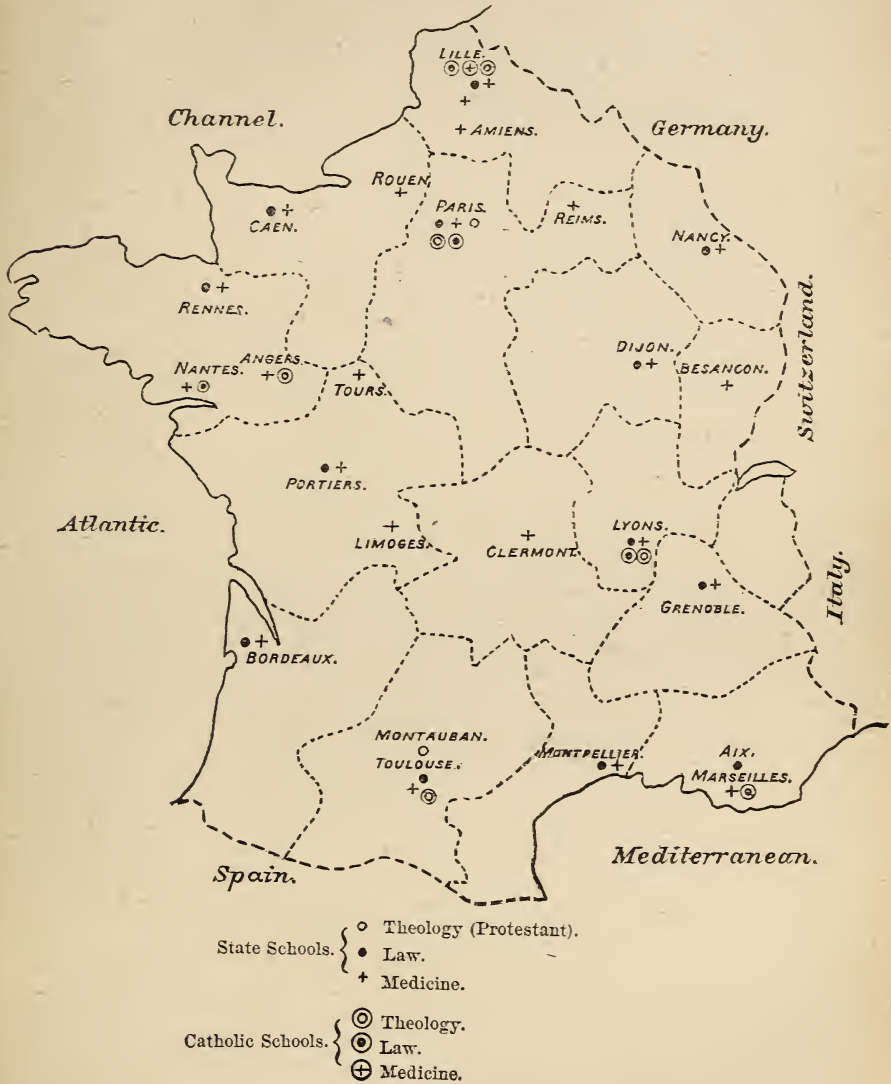 LILLE.
Channel.
Germany.
AMIENS.
ROUEN
PARIS.
REIMS.
CAEN.
NANCY.
RENNES.
Switzerland.
DIJON.
ANGERS.
NANTES.
BESANCON.
TOURS.
PORTIERS.
Atlantic.
LIMOGES.
CLERMONT.
LYONS.
Italy.
GRENOBLE.
BORDEAUX.
MONTAUBAN.
TOULOUSE.
MONTPELLIER.
AIX.
MARSEILLES.
Mediterranean.
Spain.
State Schools.
Theology (Protestant).
Law.
Medicine.
Catholic Schools.
Theology.
Law.
Medicine.